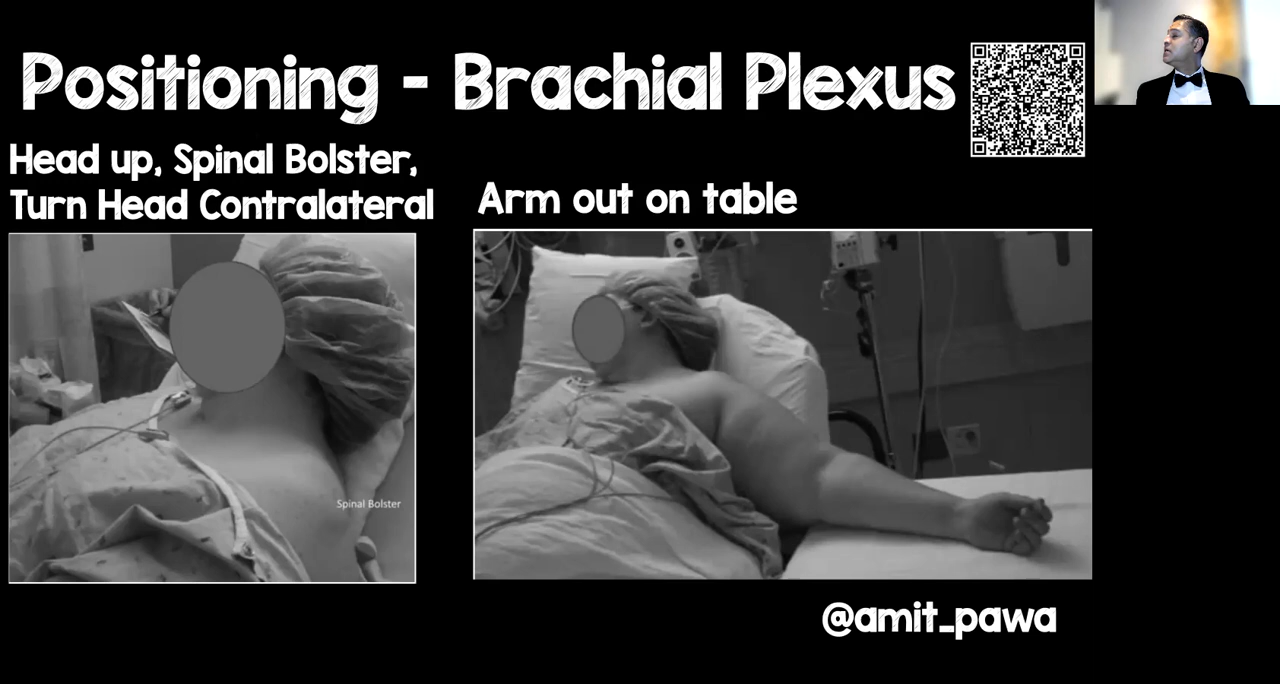 Positioning - Brachial Plexus
Head up, Spinal Bolster,
Turn Head Contralateral
Arm out on table
Spinal Bolster
@amit_pawa